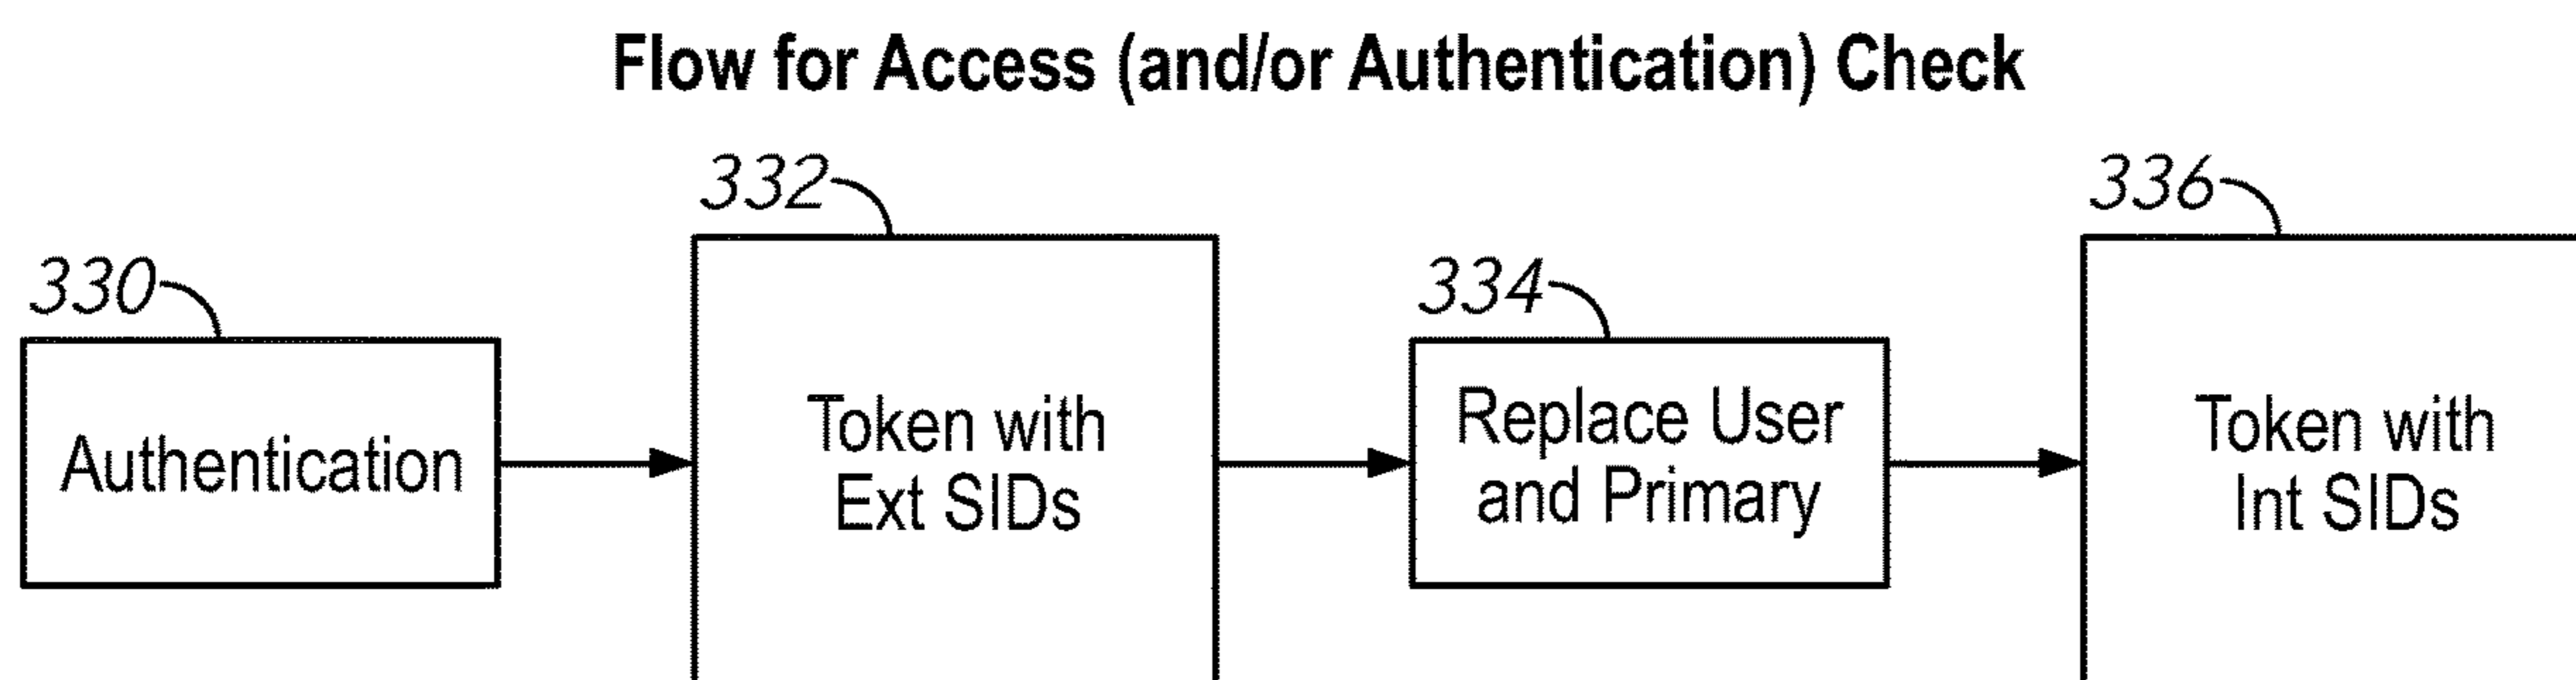 Flow for Access (and/or Authentication) Check
330
Authentication
332
Token with
Ext SIDs
334
Replace User
and Primary
336
Token with
Int SIDs